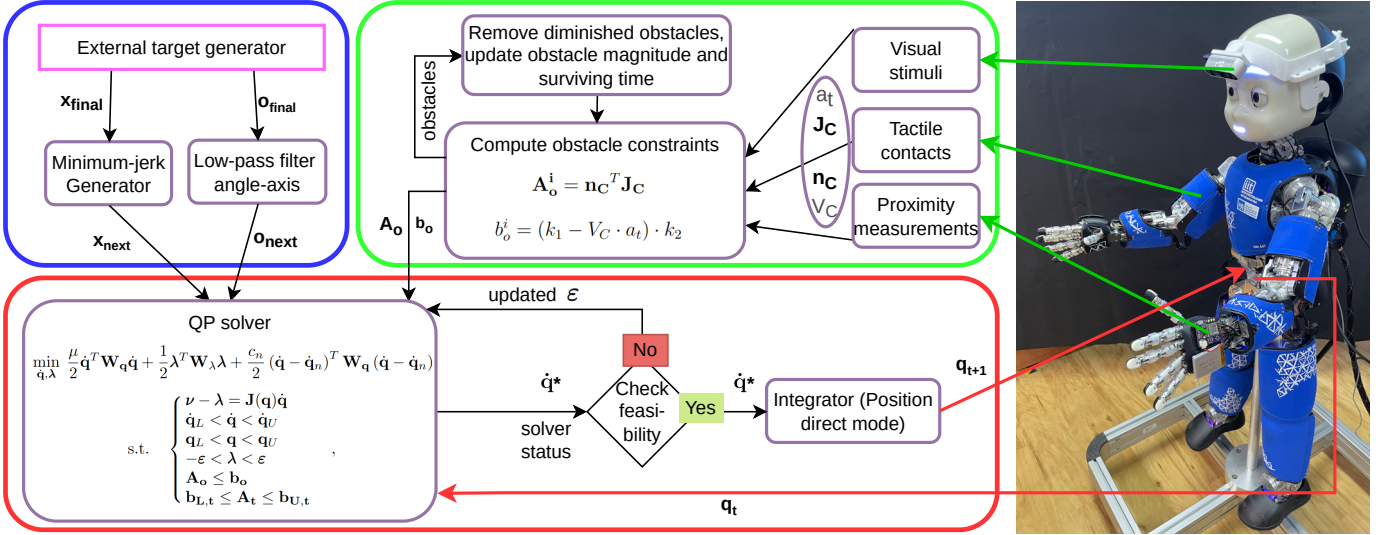 External target generator
x_final
o_final
Minimum-jerk
Generator
Low-pass filter
angle-axis
x_next
o_next
Remove diminished obstacles,
update obstacle magnitude and
surviving time
obstacles
Compute obstacle constraints
A_o^i = n_C^T J_C
b_o^i = (k_1 − V_C · a_t) · k_2
A_o
b_o
a_t
J_C
n_C
V_C
Visual
stimuli
Tactile
contacts
Proximity
measurements
QP solver
min_{q̇,λ} μ/2 q̇^T W_q q̇ + 1/2 λ^T W_λ λ + c_n/2 (q̇ − q̇_n)^T W_q (q̇ − q̇_n)
s.t.
ν − λ = J(q)q̇
q̇_L < q̇ < q̇_U
q_L < q < q_U
−ε < λ < ε
A_o ≤ b_o
b_{L,t} ≤ A_t ≤ b_{U,t}
,
updated ε
No
q̇*
solver
status
Check
feasi-
bility
Yes
q̇*
Integrator (Position
direct mode)
q_{t+1}
q_t
iit